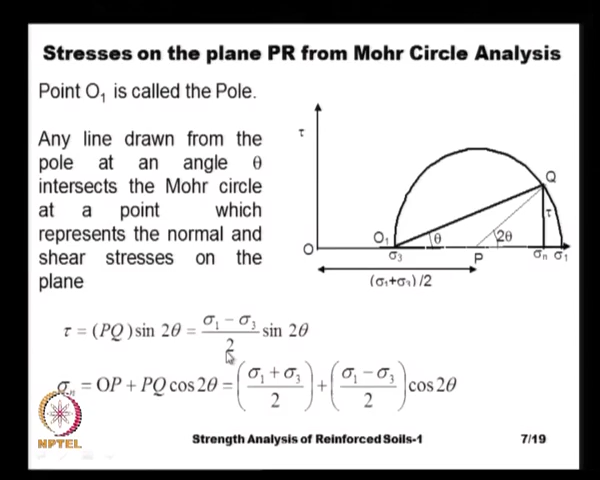 Stresses on the plane PR from Mohr Circle Analysis
Point O₁ is called the Pole.
Any line drawn from the
pole at an angle θ
intersects the Mohr circle
at a point which
represents the normal and
shear stresses on the
plane
τ
Q
τ
O₁ θ 2θ
O σ₃ P σn σ₁
(σ₁+σ₃)/2
τ = (PQ) sin 2θ = (σ₁ − σ₃)/2 sin 2θ
σₙ = OP + PQ cos 2θ = ((σ₁ + σ₃)/2) + ((σ₁ − σ₃)/2) cos 2θ
NPTEL
Strength Analysis of Reinforced Soils-1 7/19